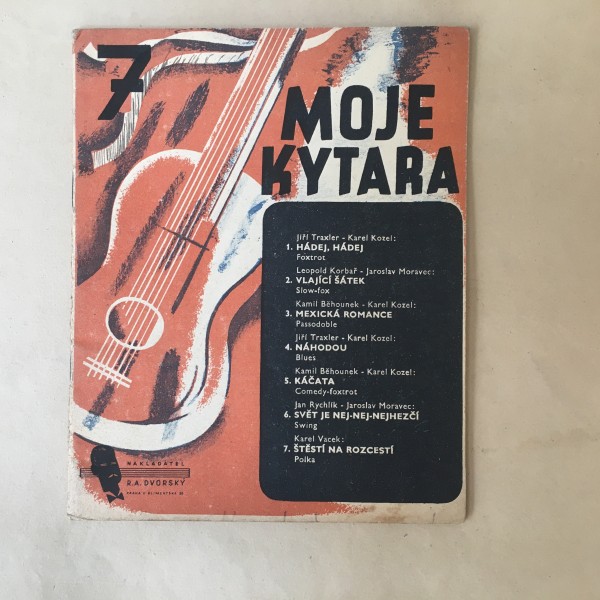 7
MOJE
KYTARA
Jiří Traxler - Karel Kozel:
1. HÁDEJ, HÁDEJ
Foxtrot
Leopold Korbař - Jaroslav Moravec:
2. VLAJÍCÍ ŠÁTEK
Slow-fox
Kamil Běhounek - Karel Kozel:
3. MEXICKÁ ROMANCE
Passodoble
Jiří Traxler - Karel Kozel:
4. NÁHODOU
Blues
Kamil Běhounek - Karel Kozel:
5. KÁČATA
Comedy-foxtrot
Jan Rychlík - Jaroslav Moravec:
6. SVĚT JE NEJ-NEJ-NEJHEZČÍ
Swing
Karel Vacek:
7. ŠTĚSTÍ NA ROZCESTÍ
Polka
NAKLADATEL
R.A. DVORSKÝ
PRAHA